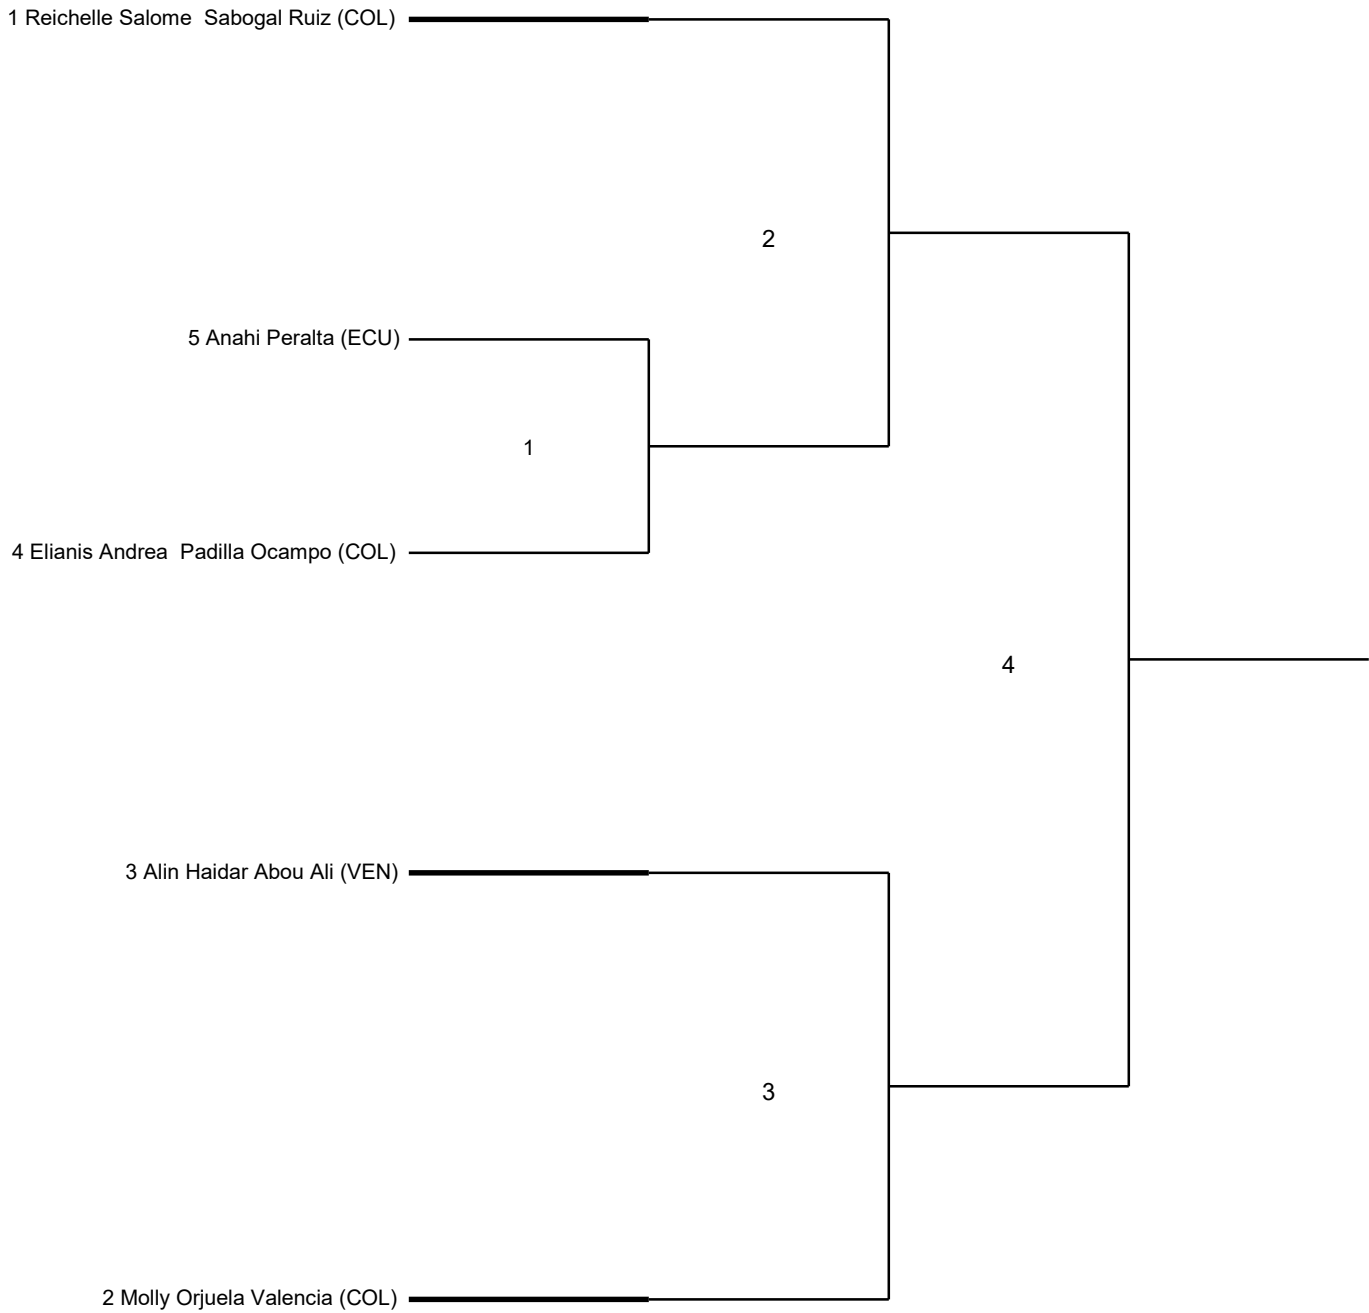 1 Reichelle Salome  Sabogal Ruiz (COL)
2
5 Anahi Peralta (ECU)
1
4 Elianis Andrea  Padilla Ocampo (COL)
4
3 Alin Haidar Abou Ali (VEN)
3
2 Molly Orjuela Valencia (COL)